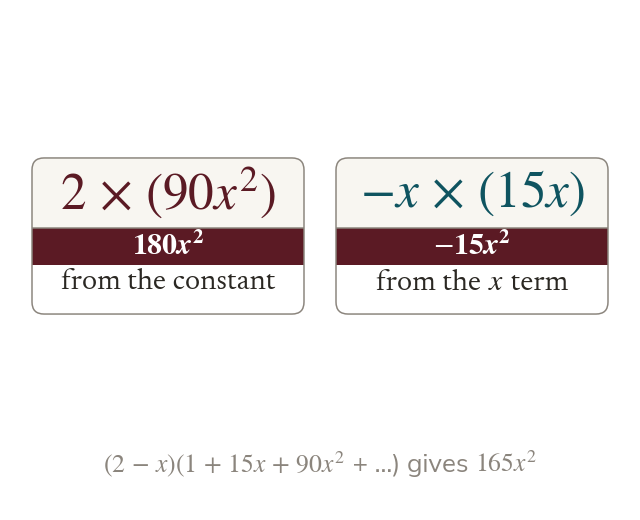 2 × (90x²)
180x²
from the constant
−x × (15x)
−15x²
from the x term
(2 − x)(1 + 15x + 90x² + ...) gives 165x²